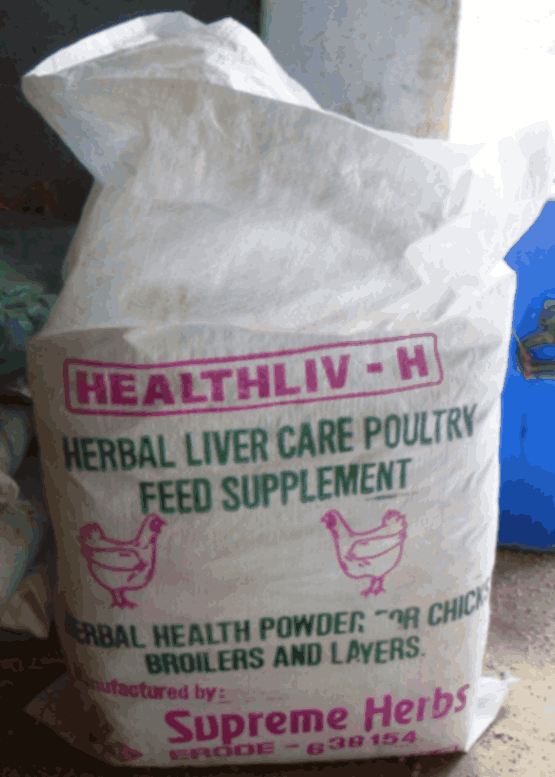 HEALTHLIV - H
HERBAL LIVER CARE POULTRY
FEED SUPPLEMENT
HERBAL HEALTH POWDER FOR CHICKS
BROILERS AND LAYERS.
Manufactured by:
Supreme Herbs
ERODE - 638154